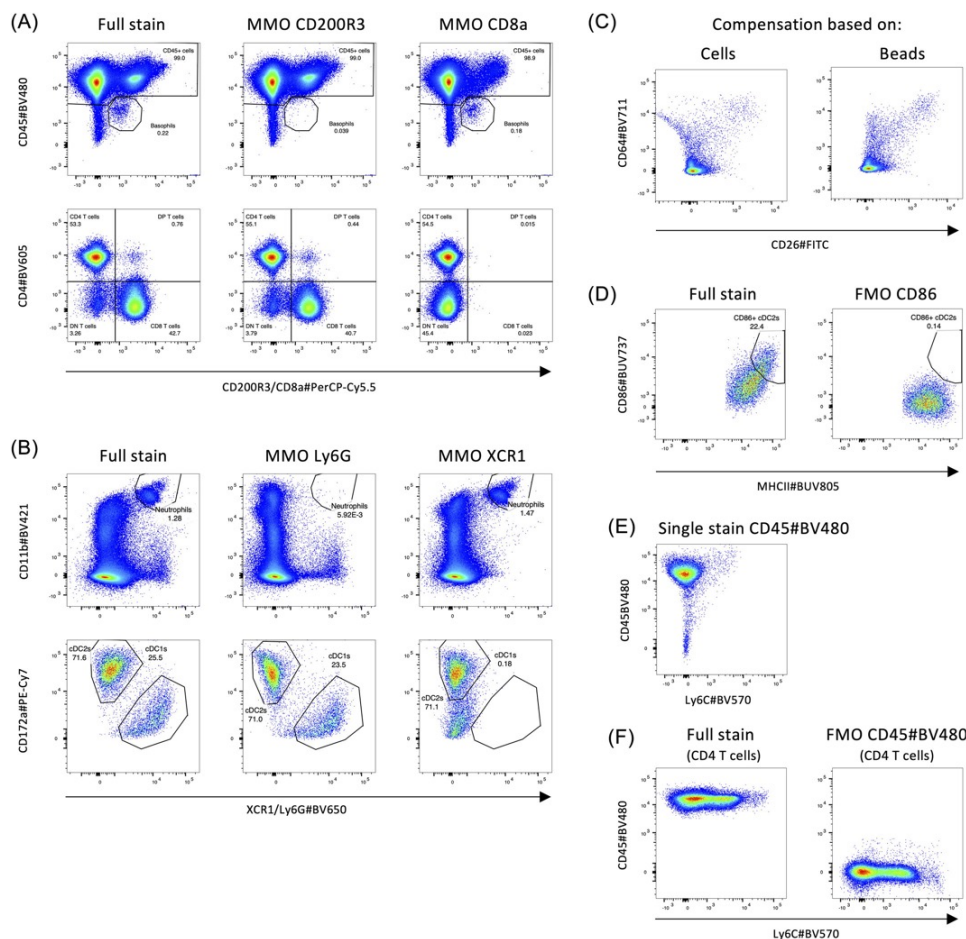 (A)
Full stain
MMO CD200R3
MMO CD8a
CD45#BV480
CD45+ cells
99.0
Basophils
0.22
CD45+ cells
99.0
Basophils
0.039
CD45+ cells
98.9
Basophils
0.18
CD4#BV605
CD4 T cells
53.3
DP T cells
0.76
DN T cells
3.26
CD8 T cells
42.7
CD4 T cells
55.1
DP T cells
0.44
DN T cells
3.79
CD8 T cells
40.7
CD4 T cells
54.5
DP T cells
0.015
DN T cells
45.4
CD8 T cells
0.023
CD200R3/CD8a#PerCP-Cy5.5
(B)
Full stain
MMO Ly6G
MMO XCR1
CD11b#BV421
Neutrophils
1.28
Neutrophils
5.92E-3
Neutrophils
1.47
CD172a#PE-Cy7
cDC2s
71.6
cDC1s
25.5
cDC1s
23.5
cDC2s
71.0
cDC1s
0.18
cDC2s
71.1
XCR1/Ly6G#BV650
(C)
Compensation based on:
Cells
Beads
CD64#BV711
CD26#FITC
(D)
Full stain
FMO CD86
CD86#BUV737
CD86+ cDC2s
22.4
CD86+ cDC2s
0.14
MHCII#BUV805
(E)
Single stain CD45#BV480
CD45BV480
Ly6C#BV570
(F)
Full stain
(CD4 T cells)
FMO CD45#BV480
(CD4 T cells)
CD45#BV480
Ly6C#BV570